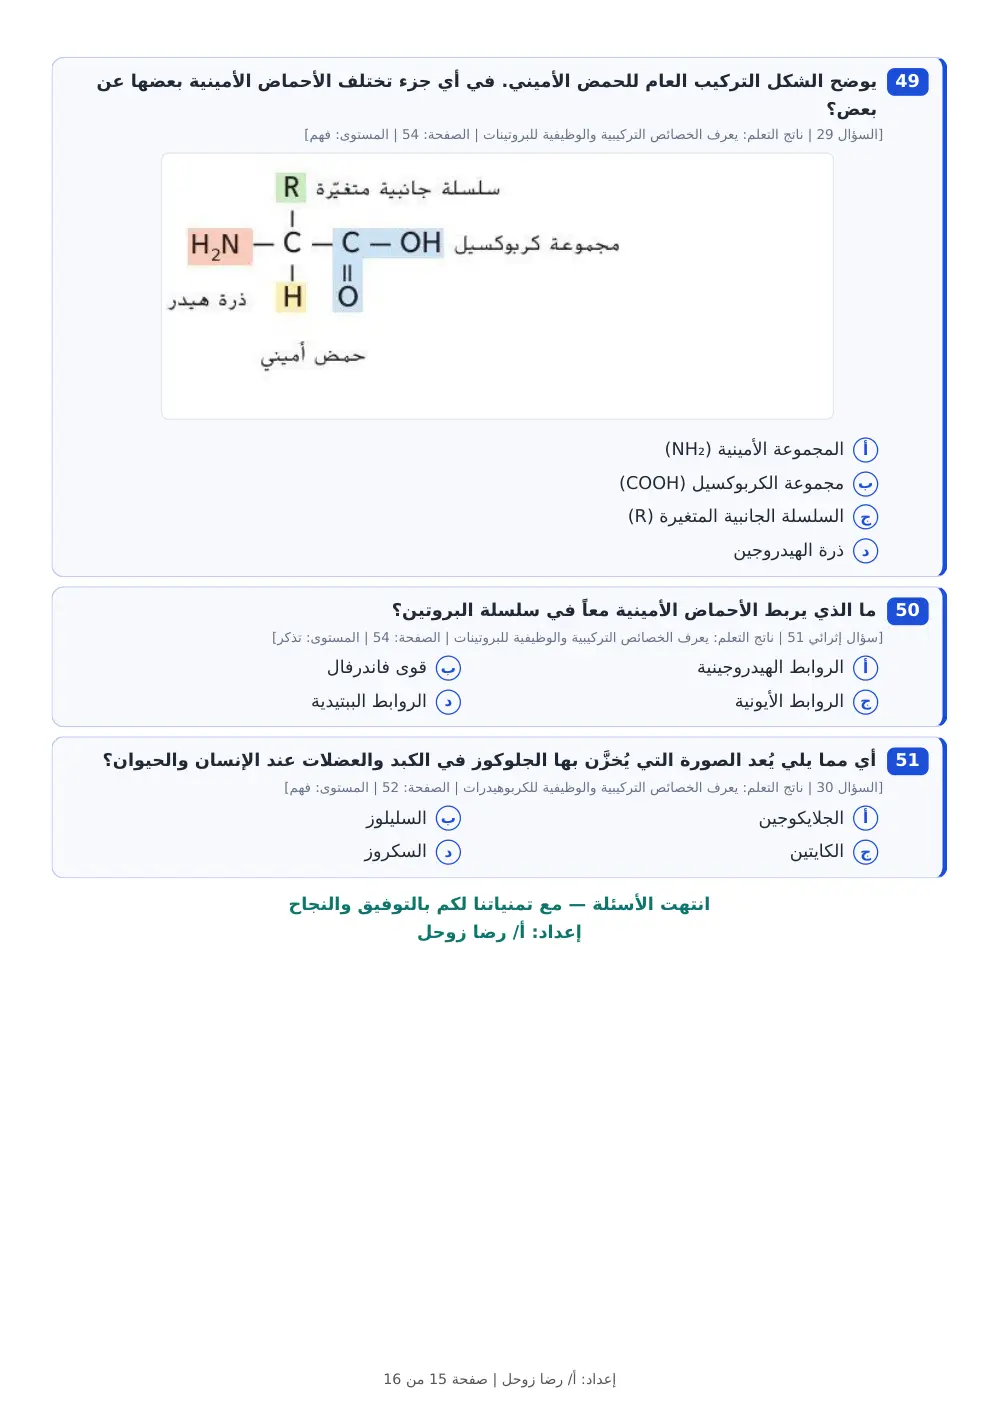 49 يوضح الشكل التركيب العام للحمض الأميني. في أي جزء تختلف الأحماض الأمينية بعضها عن
بعض؟
[السؤال 29 | ناتج التعلم: يعرف الخصائص التركيبية والوظيفية للبروتينات | الصفحة: 54 | المستوى: فهم]
R سلسلة جانبية متغيّرة
H₂N — C — C — OH مجموعة كربوكسيل
ذرة هيدر H O
حمض أميني
أ المجموعة الأمينية (NH₂)
ب مجموعة الكربوكسيل (COOH)
ج السلسلة الجانبية المتغيرة (R)
د ذرة الهيدروجين
50 ما الذي يربط الأحماض الأمينية معاً في سلسلة البروتين؟
[سؤال إثرائي 51 | ناتج التعلم: يعرف الخصائص التركيبية والوظيفية للبروتينات | الصفحة: 54 | المستوى: تذكر]
أ الروابط الهيدروجينية ب قوى فاندرفال
ج الروابط الأيونية د الروابط الببتيدية
51 أي مما يلي يُعد الصورة التي يُخزَّن بها الجلوكوز في الكبد والعضلات عند الإنسان والحيوان؟
[السؤال 30 | ناتج التعلم: يعرف الخصائص التركيبية والوظيفية للكربوهيدرات | الصفحة: 52 | المستوى: فهم]
أ الجلايكوجين ب السليلوز
ج الكايتين د السكروز
انتهت الأسئلة — مع تمنياتنا لكم بالتوفيق والنجاح
إعداد: أ/ رضا زوحل
إعداد: أ/ رضا زوحل | صفحة 15 من 16